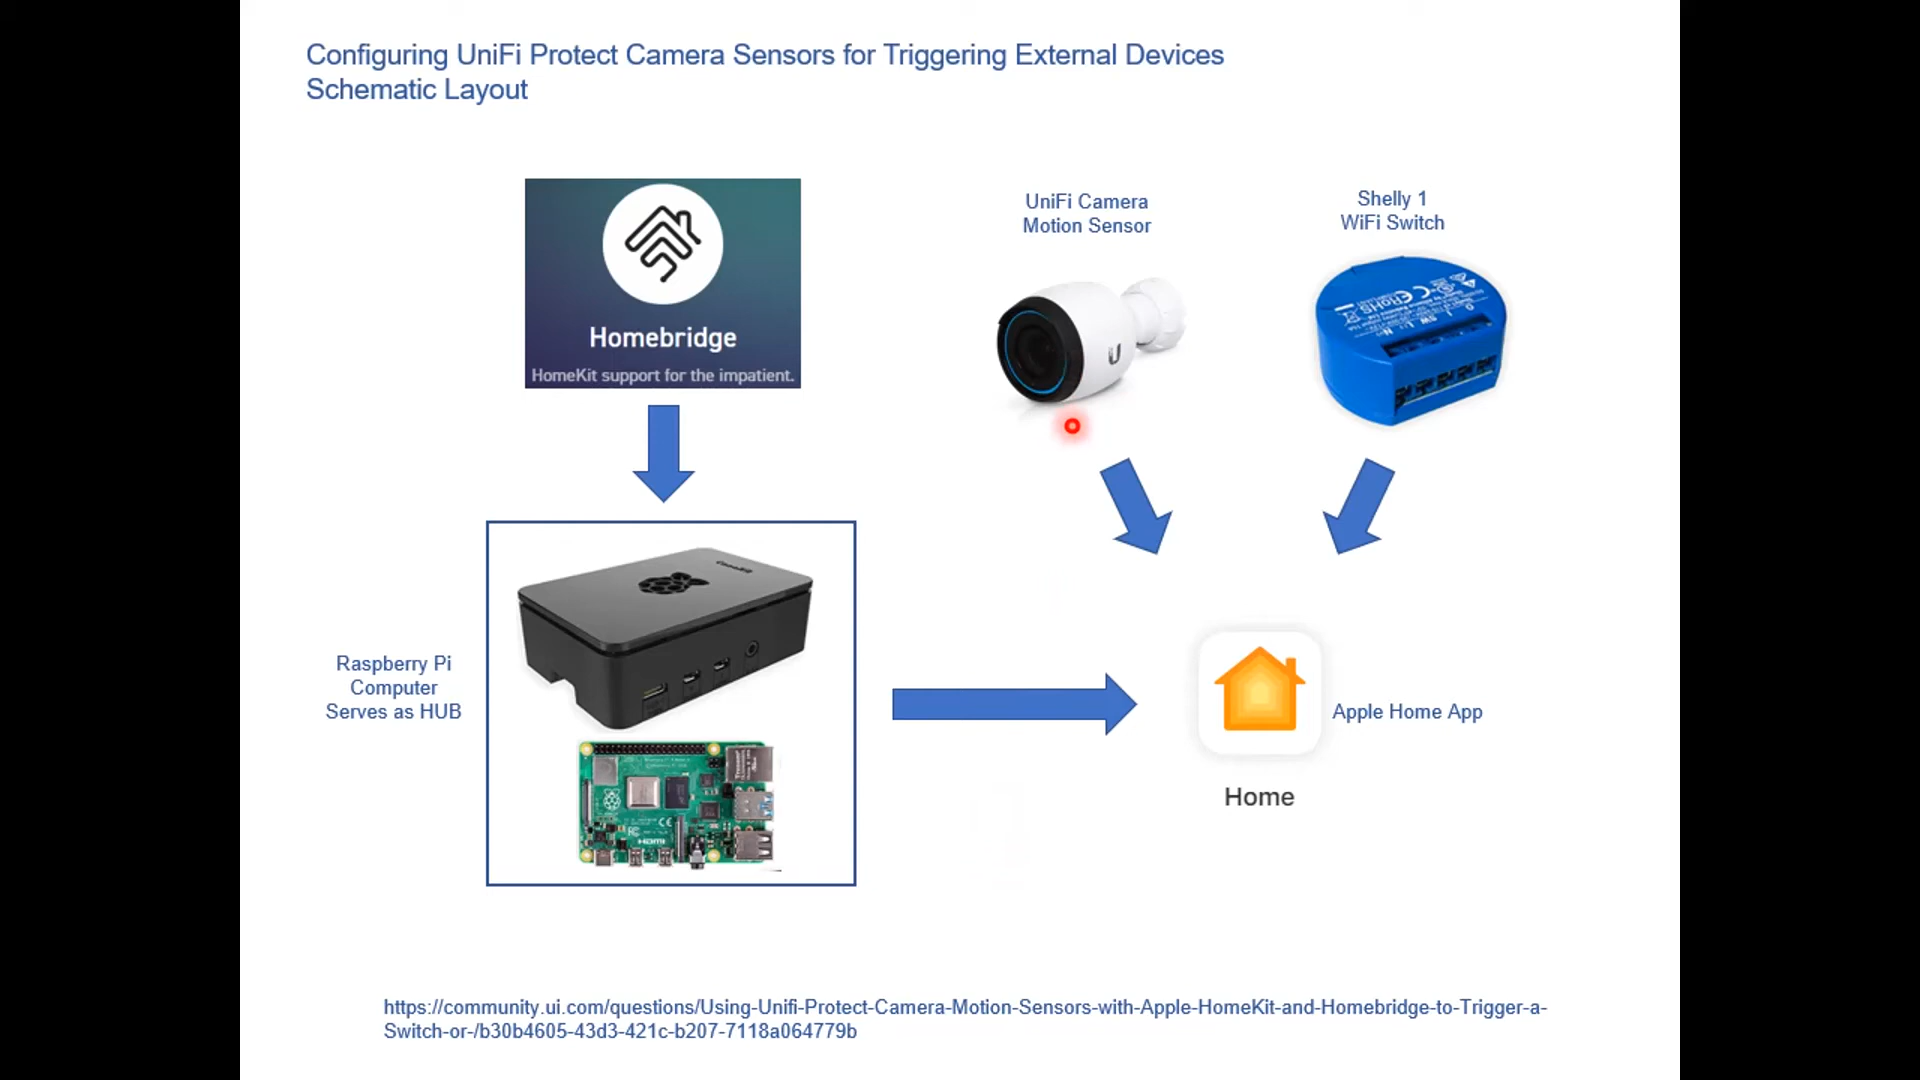 Configuring UniFi Protect Camera Sensors for Triggering External Devices
Schematic Layout
Homebridge
HomeKit support for the impatient.
UniFi Camera
Motion Sensor
Shelly 1
WiFi Switch
Raspberry Pi
Computer
Serves as HUB
HDMI
Apple Home App
Home
https://community.ui.com/questions/Using-Unifi-Protect-Camera-Motion-Sensors-with-Apple-HomeKit-and-Homebridge-to-Trigger-a-
Switch-or-/b30b4605-43d3-421c-b207-7118a064779b